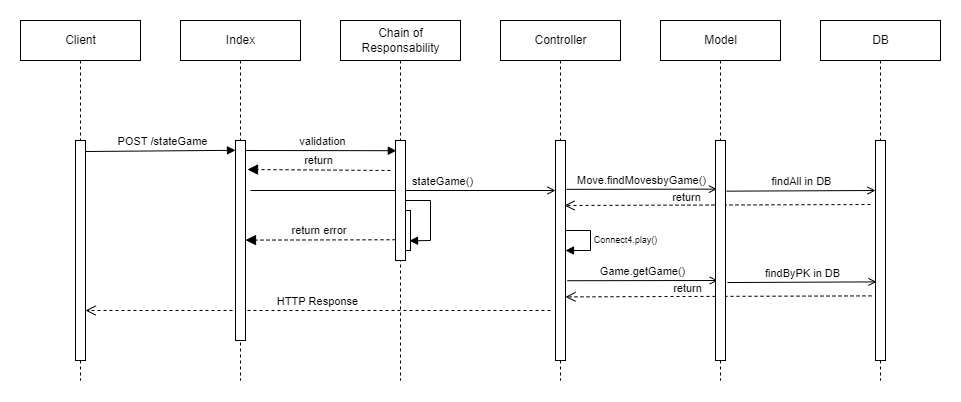 Client
Index
Chain of
Responsability
Controller
Model
DB
POST /stateGame
validation
return
stateGame()
Move.findMovesbyGame()
findAll in DB
return
return error
Connect4.play()
Game.getGame()
findByPK in DB
return
HTTP Response